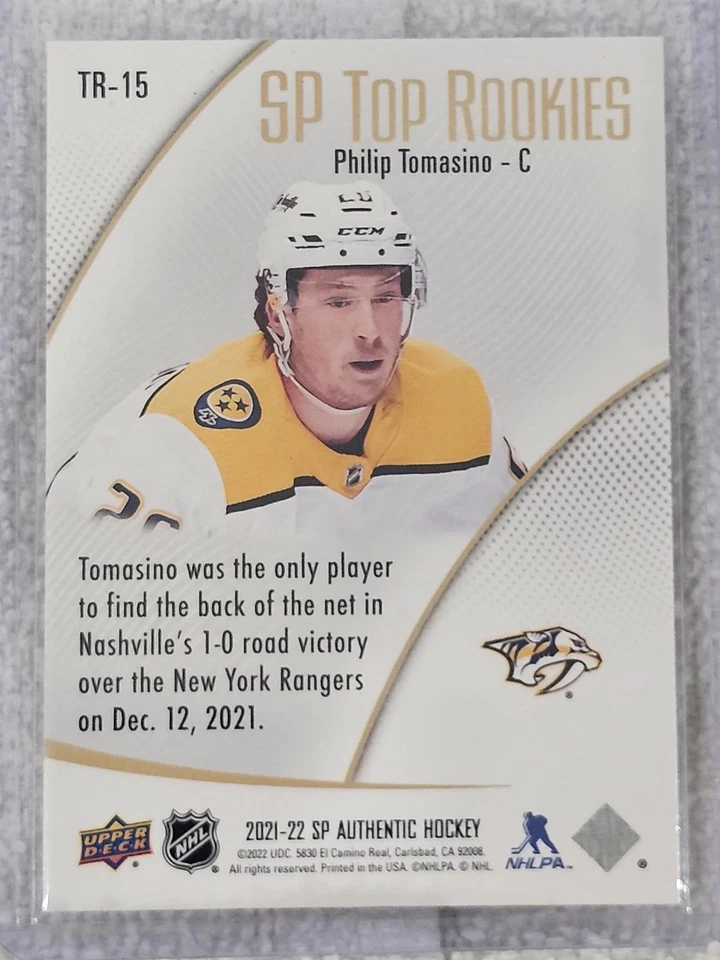 TR-15
SP TOP ROOKIES
Philip Tomasino - C
CCM
Tomasino was the only player
to find the back of the net in
Nashville's 1-0 road victory
over the New York Rangers
on Dec. 12, 2021.
UPPER
D·E·C·K
NHL
2021-22 SP AUTHENTIC HOCKEY
©2022 UDC. 5830 El Camino Real, Carlsbad, CA 92008.
All rights reserved. Printed in the USA. ©NHLPA. © NHL.
NHLPA